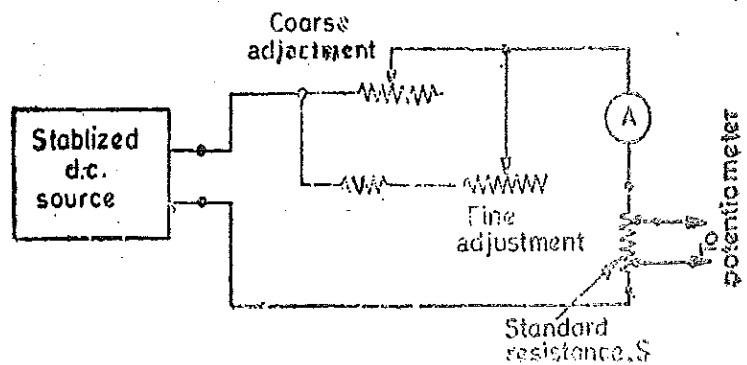 Coarse
adjactment
Stablized
d.c.
source
A
Fine
adjustment
To
potentiometer
Standard
resistance, S